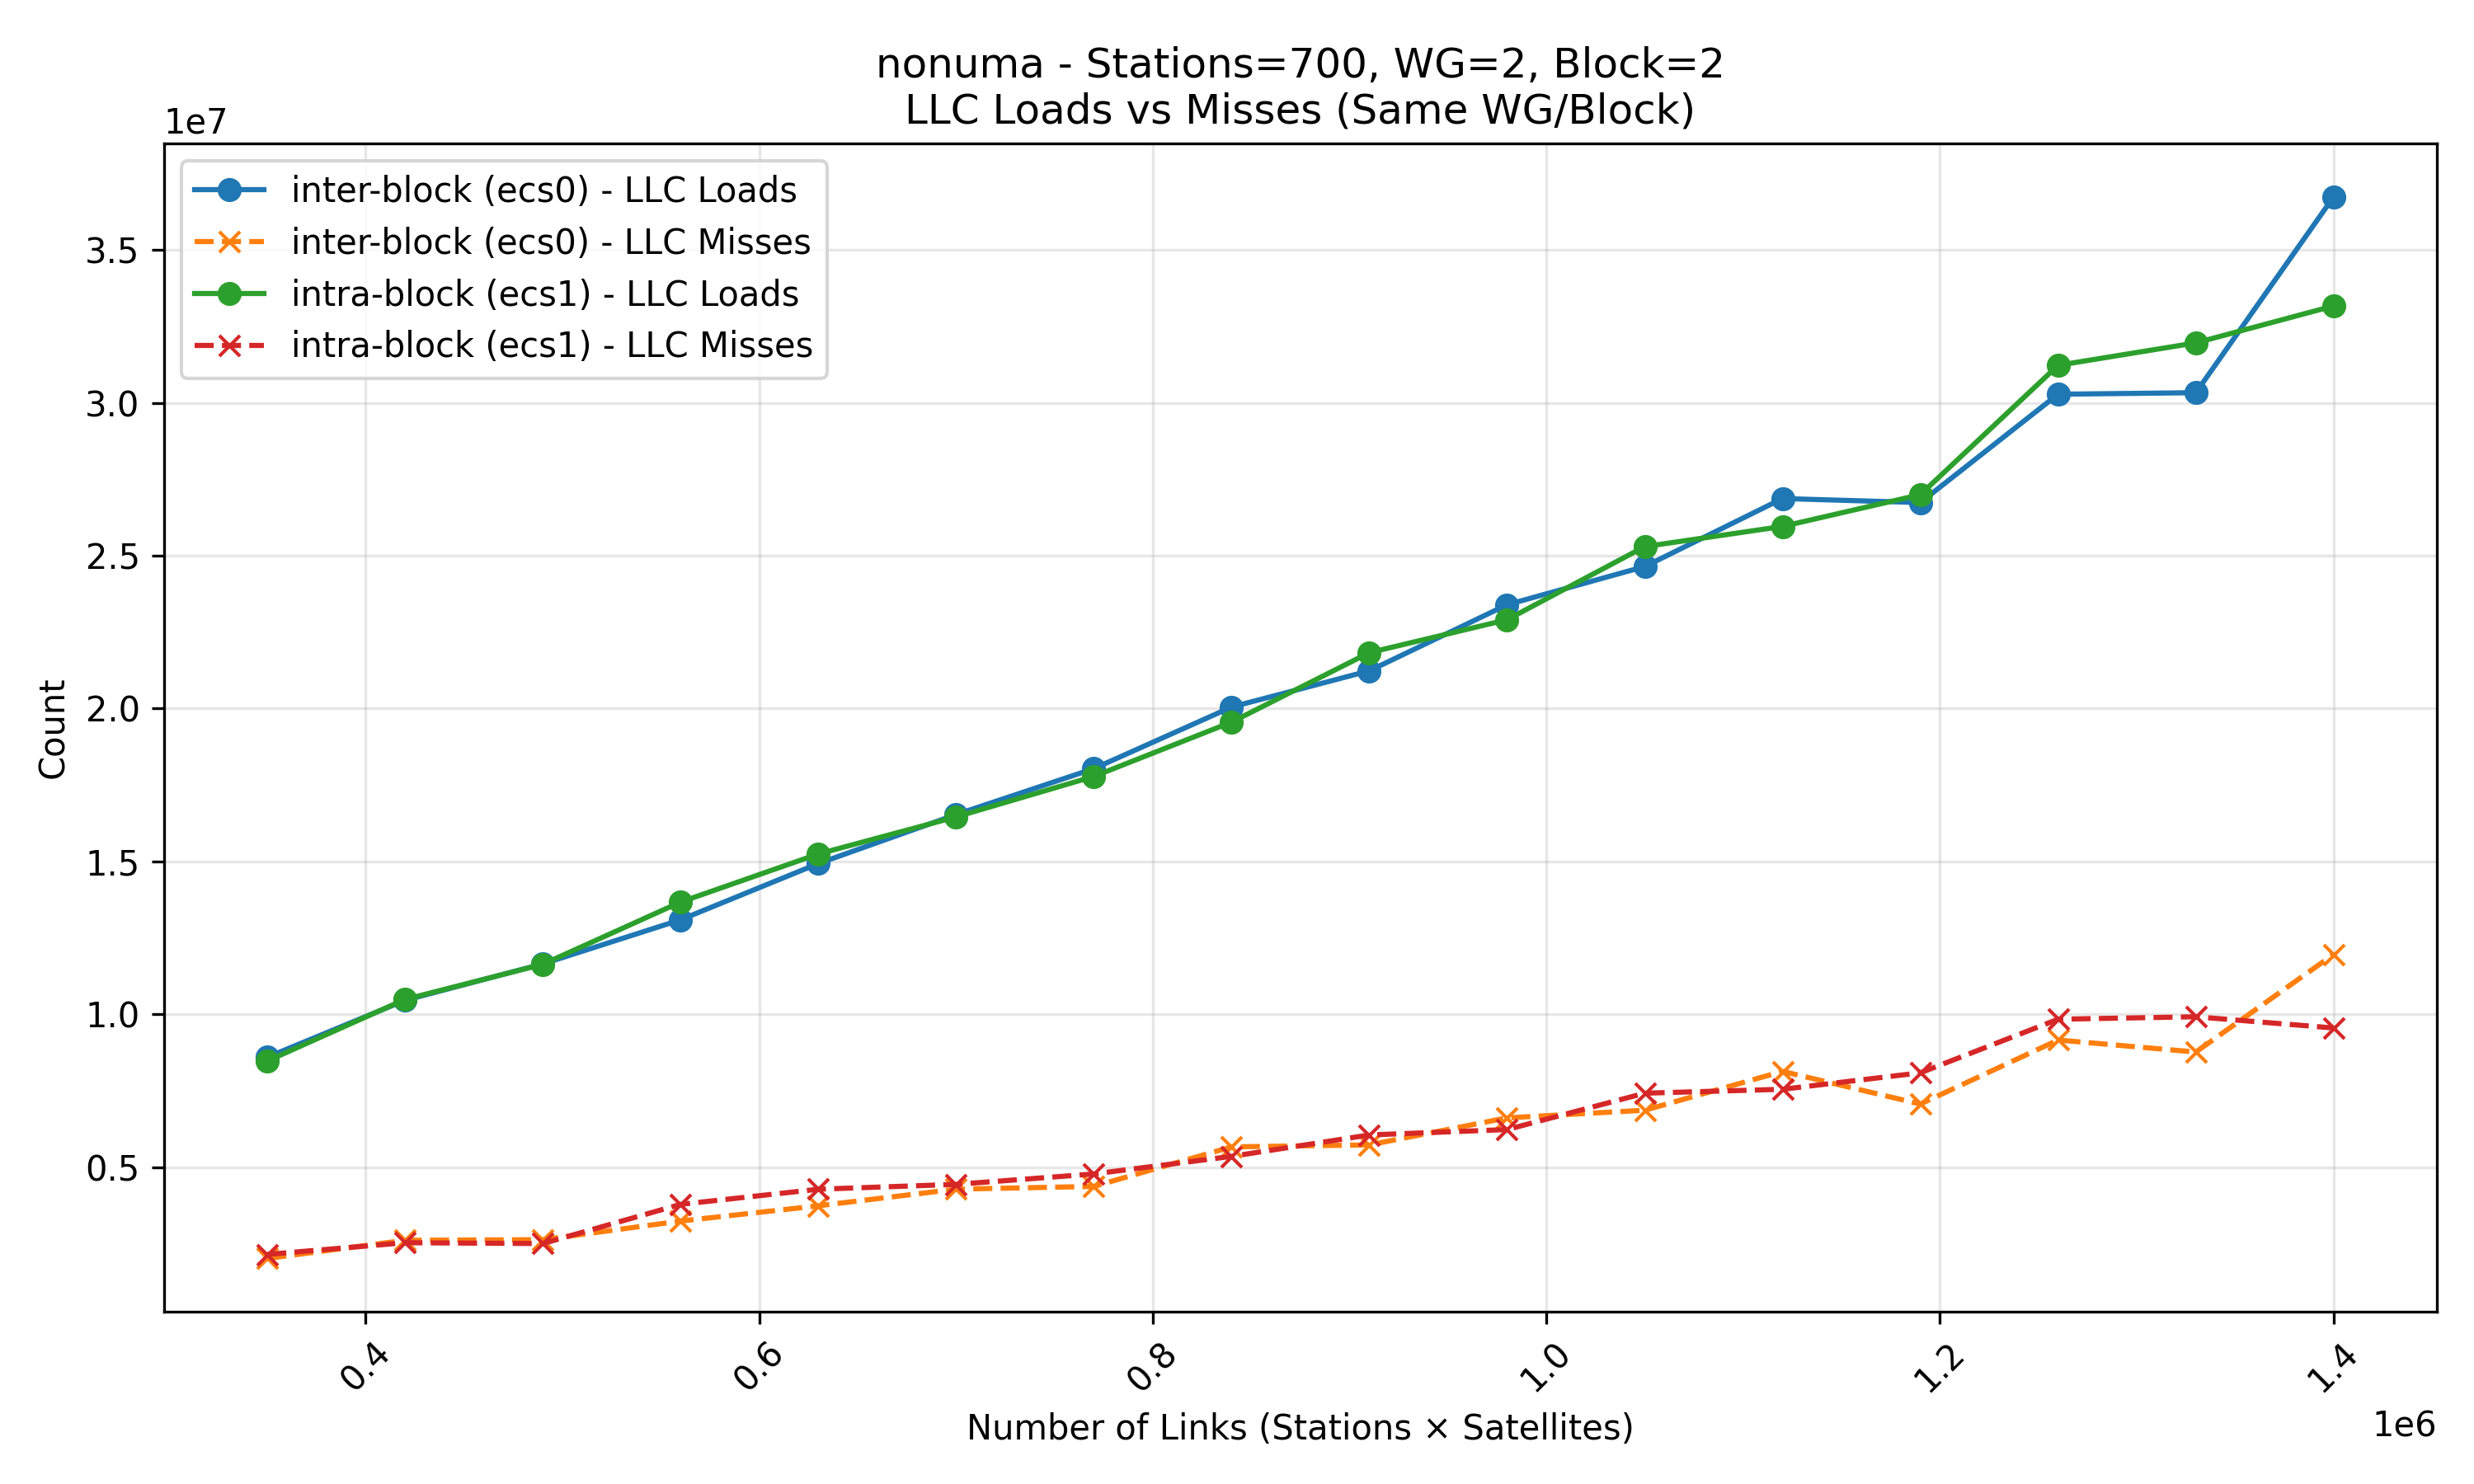 nonuma - Stations=700, WG=2, Block=2
LLC Loads vs Misses (Same WG/Block)
1e7
inter-block (ecs0) - LLC Loads
inter-block (ecs0) - LLC Misses
intra-block (ecs1) - LLC Loads
intra-block (ecs1) - LLC Misses
3.5
3.0
2.5
2.0
1.5
1.0
0.5
Count
0.4
0.6
0.8
1.0
1.2
1.4
Number of Links (Stations × Satellites)
1e6